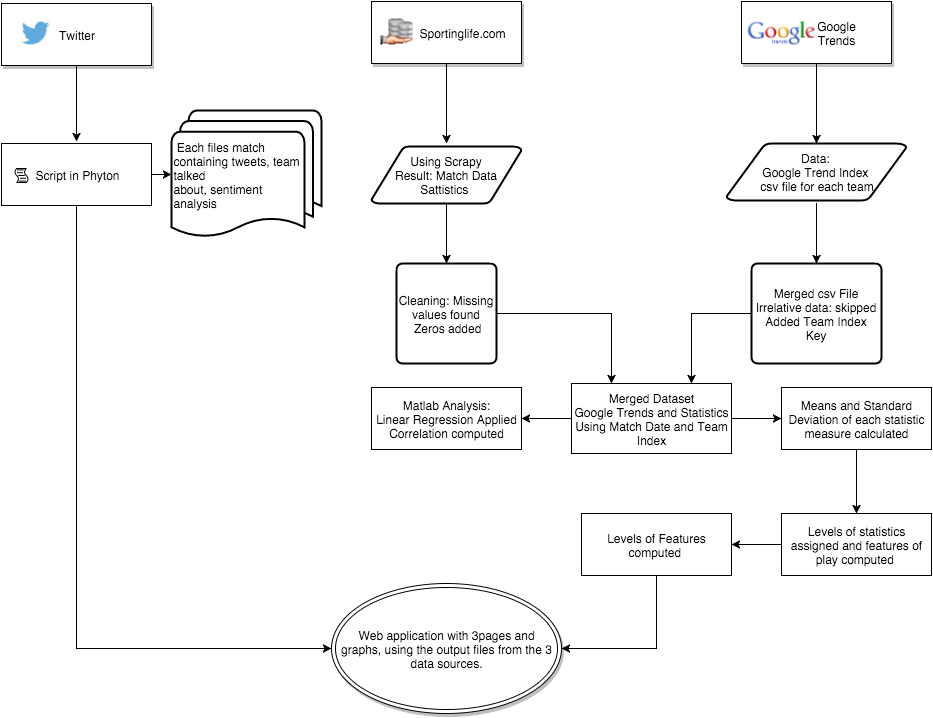 Twitter
Sportinglife.com
Google
trends
Google
Trends
Script in Phyton
Each files match
containing tweets, team
talked
about, sentiment
analysis
Using Scrapy
Result: Match Data
Sattistics
Data:
Google Trend Index
csv file for each team
Cleaning: Missing
values found
Zeros added
Merged csv File
Irrelative data: skipped
Added Team Index
Key
Matlab Analysis:
Linear Regression Applied
Correlation computed
Merged Dataset
Google Trends and Statistics
Using Match Date and Team
Index
Means and Standard
Deviation of each statistic
measure calculated
Levels of Features
computed
Levels of statistics
assigned and features of
play computed
Web application with 3pages and
graphs, using the output files from the 3
data sources.